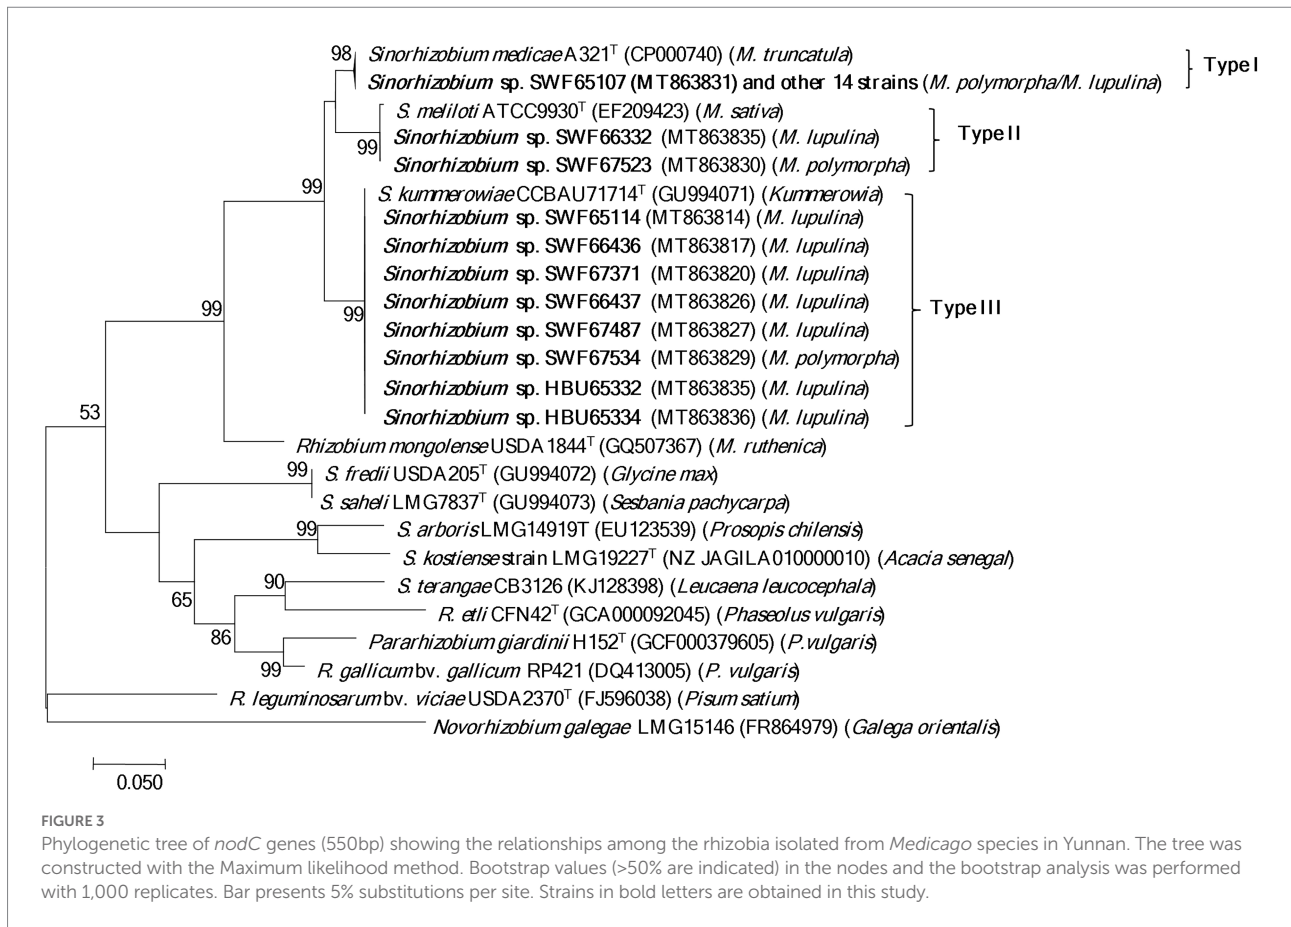 98 Sinorhizobium medicae A321ᵀ (CP000740) (M. truncatula)
Type I
Sinorhizobium sp. SWF65107 (MT863831) and other 14 strains (M. polymorpha/M. lupulina)
S. meliloti ATCC9930ᵀ (EF209423) (M. sativa)
Sinorhizobium sp. SWF66332 (MT863835) (M. lupulina)
Type II
99
Sinorhizobium sp. SWF67523 (MT863830) (M. polymorpha)
99
S. kummerowiae CCBAU71714ᵀ (GU994071) (Kummerowia)
Sinorhizobium sp. SWF65114 (MT863814) (M. lupulina)
Sinorhizobium sp. SWF66436 (MT863817) (M. lupulina)
Sinorhizobium sp. SWF67371 (MT863820) (M. lupulina)
Sinorhizobium sp. SWF66437 (MT863826) (M. lupulina)
99
99
Type III
Sinorhizobium sp. SWF67487 (MT863827) (M. lupulina)
Sinorhizobium sp. SWF67534 (MT863829) (M. polymorpha)
Sinorhizobium sp. HBU65332 (MT863835) (M. lupulina)
Sinorhizobium sp. HBU65334 (MT863836) (M. lupulina)
53
Rhizobium mongolense USDA1844ᵀ (GQ507367) (M. ruthenica)
99 S. fredii USDA205ᵀ (GU994072) (Glycine max)
S. saheli LMG7837ᵀ (GU994073) (Sesbania pachycarpa)
99 S. arboris LMG14919T (EU123539) (Prosopis chilensis)
S. kostiense strain LMG19227ᵀ (NZ JAGILA010000010) (Acacia senegal)
90 S. terangae CB3126 (KJ128398) (Leucaena leucocephala)
65
R. etli CFN42ᵀ (GCA000092045) (Phaseolus vulgaris)
86
Pararhizobium giardinii H152ᵀ (GCF000379605) (P.vulgaris)
99 R. gallicum bv. gallicum RP421 (DQ413005) (P. vulgaris)
R. leguminosarum bv. viciae USDA2370ᵀ (FJ596038) (Pisum satium)
Novorhizobium galegae LMG15146 (FR864979) (Galega orientalis)
0.050
FIGURE 3
Phylogenetic tree of nodC genes (550bp) showing the relationships among the rhizobia isolated from Medicago species in Yunnan. The tree was
constructed with the Maximum likelihood method. Bootstrap values (>50% are indicated) in the nodes and the bootstrap analysis was performed
with 1,000 replicates. Bar presents 5% substitutions per site. Strains in bold letters are obtained in this study.